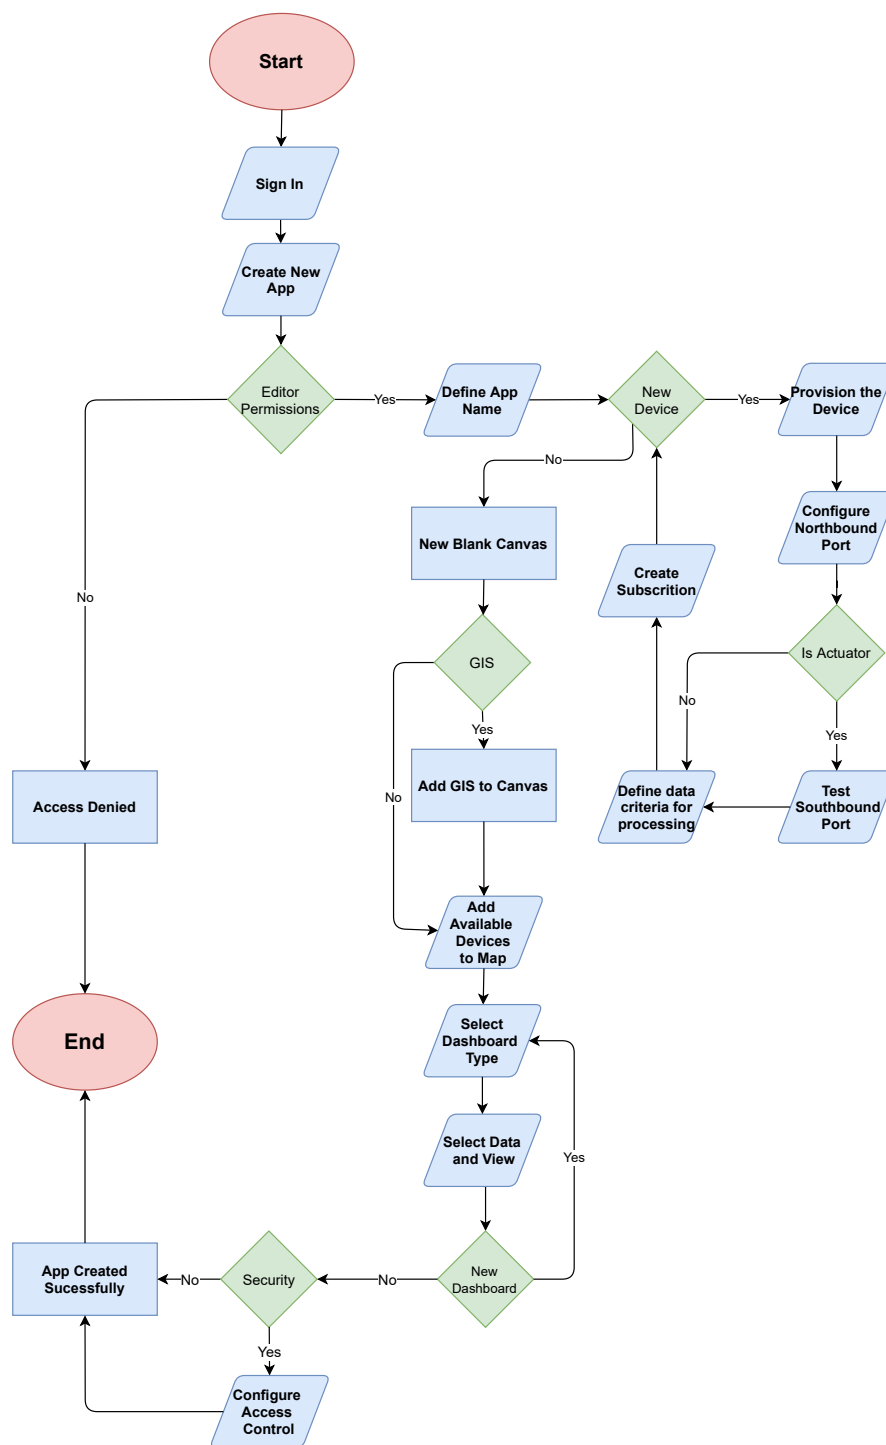 Start
Sign In
Create New
App
Editor
Permissions
Yes
Define App
Name
New
Device
Yes
Provision the
Device
No
Configure
Northbound
Port
New Blank Canvas
Create
Subscrition
No
GIS
Is Actuator
No
Yes
Yes
Access Denied
Add GIS to Canvas
No
Define data
criteria for
processing
Test
Southbound
Port
Add
Available
Devices
to Map
End
Select
Dashboard
Type
Select Data
and View
Yes
App Created
Sucessfully
No
Security
No
New
Dashboard
Yes
Configure
Access
Control